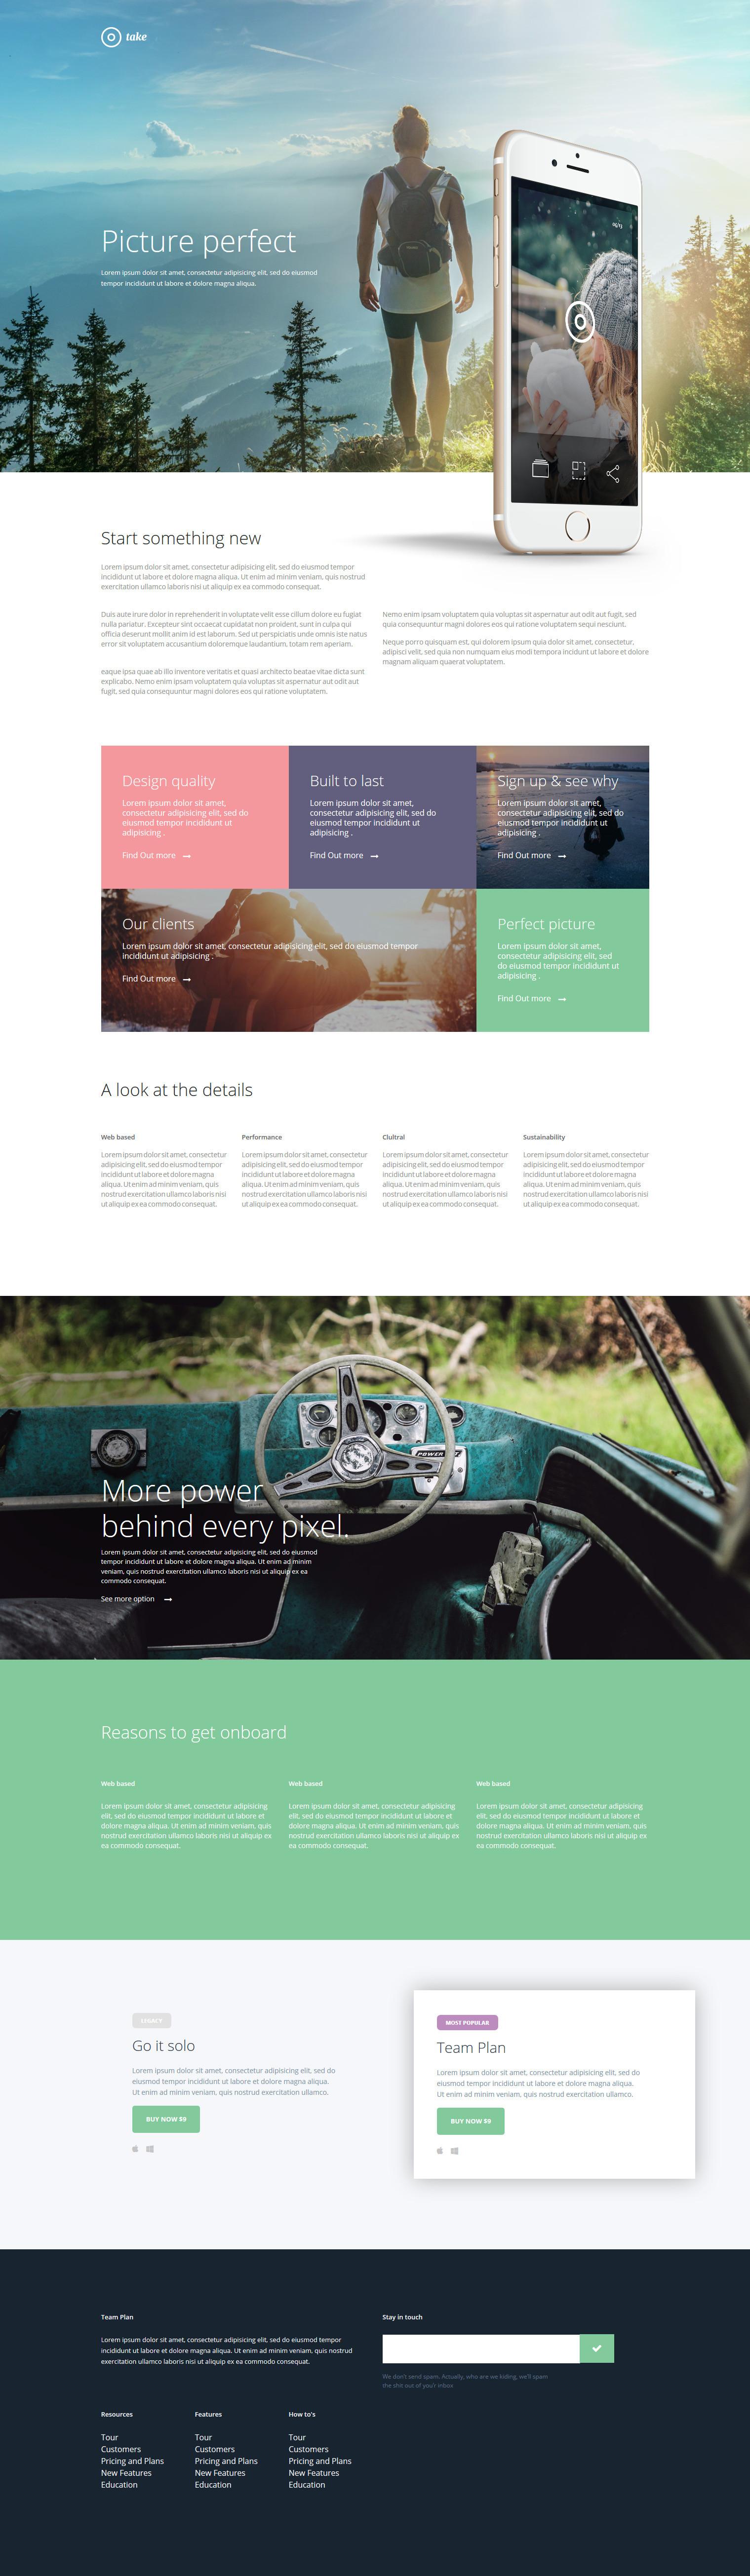 take
Picture perfect
Lorem ipsum dolor sit amet, consectetur adipisicing elit, sed do eiusmod
tempor incididunt ut labore et dolore magna aliqua.
Start something new
Lorem ipsum dolor sit amet, consectetur adipisicing elit, sed do eiusmod tempor
incididunt ut labore et dolore magna aliqua. Ut enim ad minim veniam, quis nostrud
exercitation ullamco laboris nisi ut aliquip ex ea commodo consequat.
Duis aute irure dolor in reprehenderit in voluptate velit esse cillum dolore eu fugiat
nulla pariatur. Excepteur sint occaecat cupidatat non proident, sunt in culpa qui
officia deserunt mollit anim id est laborum. Sed ut perspiciatis unde omnis iste natus
error sit voluptatem accusantium doloremque laudantium, totam rem aperiam.
eaque ipsa quae ab illo inventore veritatis et quasi architecto beatae vitae dicta sunt
explicabo. Nemo enim ipsam voluptatem quia voluptas sit aspernatur aut odit aut
fugit, sed quia consequuntur magni dolores eos qui ratione voluptatem.
Nemo enim ipsam voluptatem quia voluptas sit aspernatur aut odit aut fugit, sed
quia consequuntur magni dolores eos qui ratione voluptatem sequi nesciunt.
Neque porro quisquam est, qui dolorem ipsum quia dolor sit amet, consectetur,
adipisci velit, sed quia non numquam eius modi tempora incidunt ut labore et dolore
magnam aliquam quaerat voluptatem.
Design quality
Lorem ipsum dolor sit amet,
consectetur adipisicing elit, sed do
eiusmod tempor incididunt ut
adipisicing .
Find Out more
Built to last
Lorem ipsum dolor sit amet,
consectetur adipisicing elit, sed do
eiusmod tempor incididunt ut
adipisicing .
Find Out more
Sign up & see why
Lorem ipsum dolor sit amet,
consectetur adipisicing elit, sed do
eiusmod tempor incididunt ut
adipisicing .
Find Out more
Our clients
Lorem ipsum dolor sit amet, consectetur adipisicing elit, sed do eiusmod tempor
incididunt ut adipisicing .
Find Out more
Perfect picture
Lorem ipsum dolor sit amet,
consectetur adipisicing elit, sed
do eiusmod tempor incididunt ut
adipisicing .
Find Out more
A look at the details
Web based
Lorem ipsum dolor sit amet, consectetur
adipisicing elit, sed do eiusmod tempor
incididunt ut labore et dolore magna
aliqua. Ut enim ad minim veniam, quis
nostrud exercitation ullamco laboris nisi
ut aliquip ex ea commodo consequat.
Performance
Lorem ipsum dolor sit amet, consectetur
adipisicing elit, sed do eiusmod tempor
incididunt ut labore et dolore magna
aliqua. Ut enim ad minim veniam, quis
nostrud exercitation ullamco laboris nisi
ut aliquip ex ea commodo consequat.
Clultral
Lorem ipsum dolor sit amet, consectetur
adipisicing elit, sed do eiusmod tempor
incididunt ut labore et dolore magna
aliqua. Ut enim ad minim veniam, quis
nostrud exercitation ullamco laboris nisi
ut aliquip ex ea commodo consequat.
Sustainability
Lorem ipsum dolor sit amet, consectetur
adipisicing elit, sed do eiusmod tempor
incididunt ut labore et dolore magna
aliqua. Ut enim ad minim veniam, quis
nostrud exercitation ullamco laboris nisi
ut aliquip ex ea commodo consequat.
POWER
More power
behind every pixel.
Lorem ipsum dolor sit amet, consectetur adipisicing elit, sed do eiusmod
tempor incididunt ut labore et dolore magna aliqua. Ut enim ad minim
veniam, quis nostrud exercitation ullamco laboris nisi ut aliquip ex ea
commodo consequat.
See more option
Reasons to get onboard
Web based
Lorem ipsum dolor sit amet, consectetur adipisicing
elit, sed do eiusmod tempor incididunt ut labore et
dolore magna aliqua. Ut enim ad minim veniam, quis
nostrud exercitation ullamco laboris nisi ut aliquip ex
ea commodo consequat.
Web based
Lorem ipsum dolor sit amet, consectetur adipisicing
elit, sed do eiusmod tempor incididunt ut labore et
dolore magna aliqua. Ut enim ad minim veniam, quis
nostrud exercitation ullamco laboris nisi ut aliquip ex
ea commodo consequat.
Web based
Lorem ipsum dolor sit amet, consectetur adipisicing
elit, sed do eiusmod tempor incididunt ut labore et
dolore magna aliqua. Ut enim ad minim veniam, quis
nostrud exercitation ullamco laboris nisi ut aliquip ex
ea commodo consequat.
LEGACY
Go it solo
Lorem ipsum dolor sit amet, consectetur adipisicing elit, sed do
eiusmod tempor incididunt ut labore et dolore magna aliqua.
Ut enim ad minim veniam, quis nostrud exercitation ullamco.
BUY NOW $9
MOST POPULAR
Team Plan
Lorem ipsum dolor sit amet, consectetur adipisicing elit, sed do
eiusmod tempor incididunt ut labore et dolore magna aliqua.
Ut enim ad minim veniam, quis nostrud exercitation ullamco.
BUY NOW $9
Team Plan
Lorem ipsum dolor sit amet, consectetur adipisicing elit, sed do eiusmod tempor
incididunt ut labore et dolore magna aliqua. Ut enim ad minim veniam, quis nostrud
exercitation ullamco laboris nisi ut aliquip ex ea commodo consequat.
Stay in touch
We don't send spam. Actually, who are we kiding, we'll spam
the shit out of you'r inbox
Resources
Tour
Customers
Pricing and Plans
New Features
Education
Features
Tour
Customers
Pricing and Plans
New Features
Education
How to's
Tour
Customers
Pricing and Plans
New Features
Education